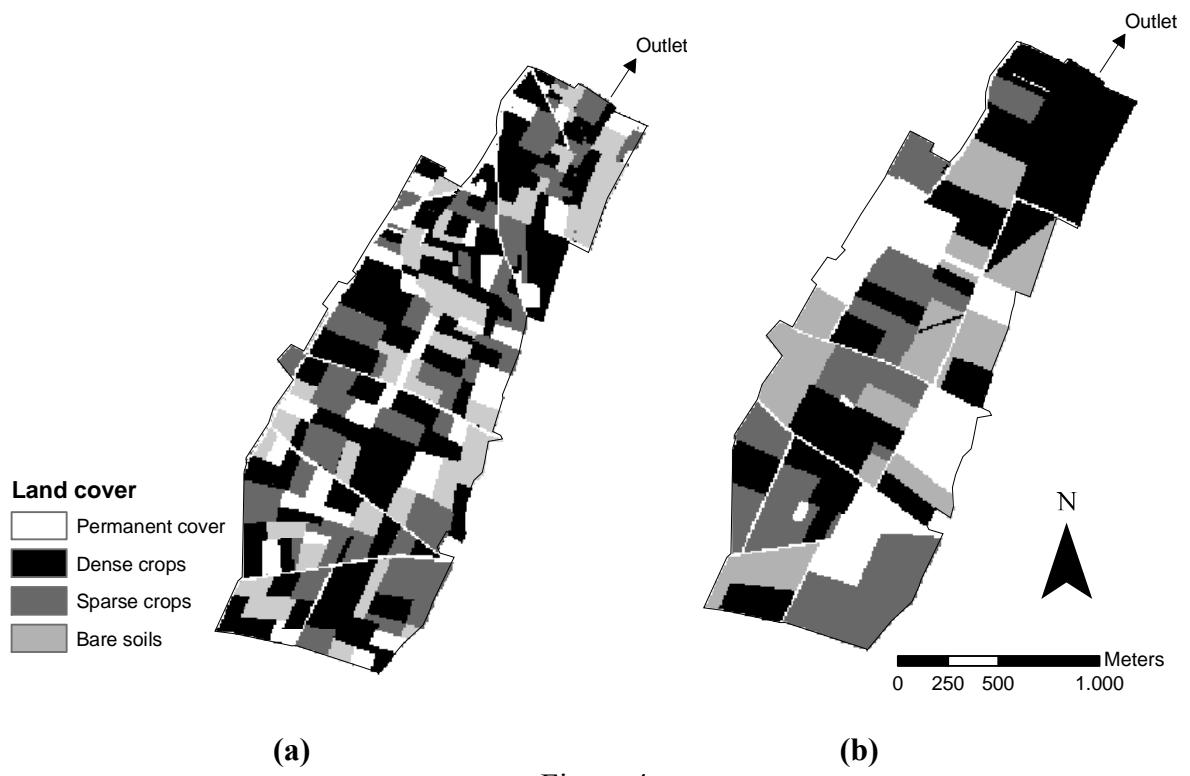 Outlet
Outlet
Land cover
Permanent cover
Dense crops
Sparse crops
Bare soils
N
Meters
0 250 500 1.000
(a) (b)